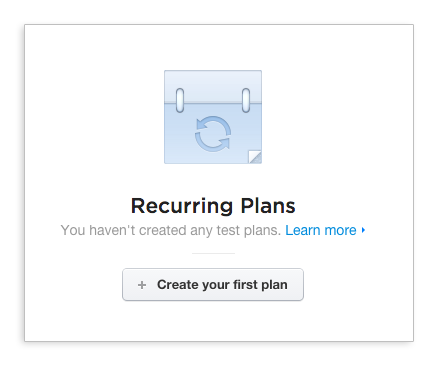 Recurring Plans
You haven't created any test plans. Learn more
+ Create your first plan